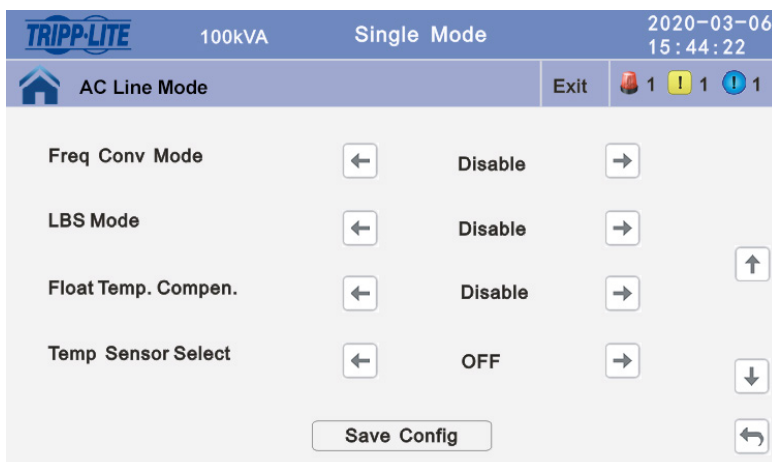 TRIPP·LITE 100kVA Single Mode 2020-03-06
15:44:22
AC Line Mode Exit 1 ! 1 ! 1
Freq Conv Mode Disable
LBS Mode Disable
Float Temp. Compen. Disable
Temp Sensor Select OFF
Save Config